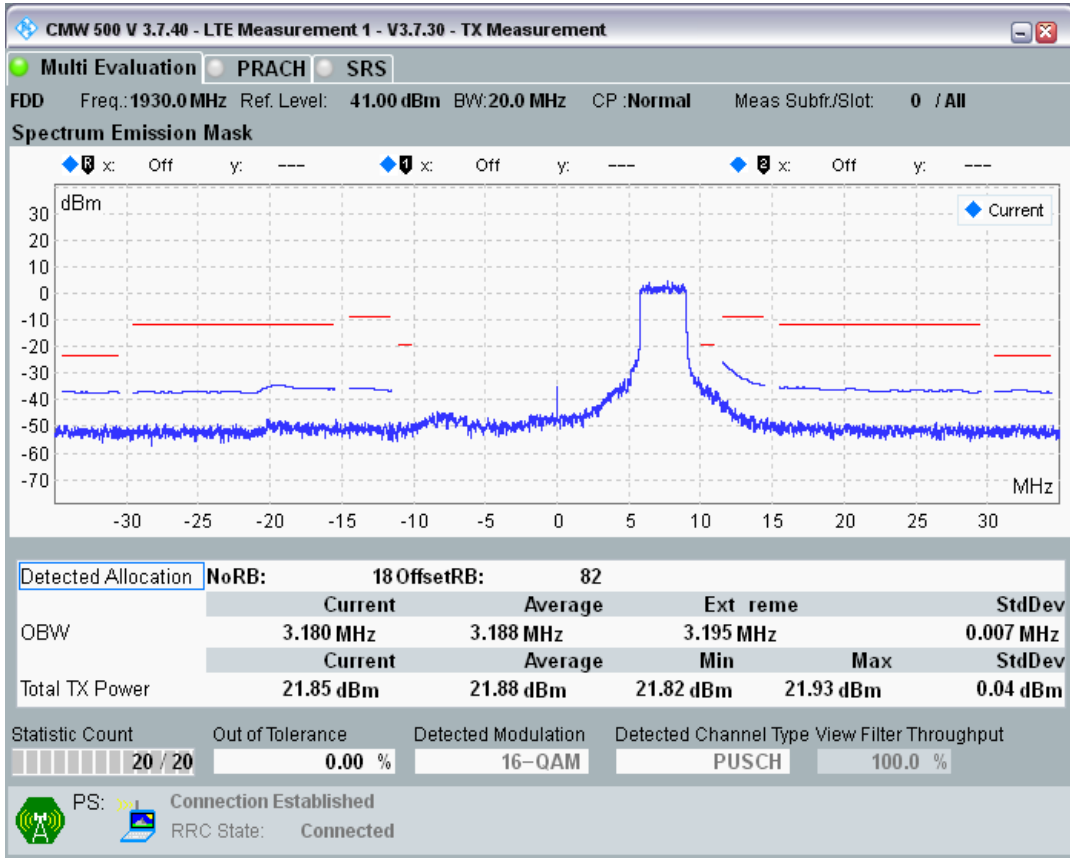 CMW 500 V 3.7.40 - LTE Measurement 1 - V3.7.30 - TX Measurement
Multi Evaluation PRACH SRS
FDD Freq.: 1930.0 MHz Ref. Level: 41.00 dBm BW: 20.0 MHz CP : Normal Meas Subfr./Slot: 0 / All
Spectrum Emission Mask
R x: Off y: --- 1 x: Off y: --- 2 x: Off y: ---
dBm
Current
30
20
10
0
-10
-20
-30
-40
-50
-60
-70
MHz
-30 -25 -20 -15 -10 -5 0 5 10 15 20 25 30
Detected Allocation NoRB: 18 OffsetRB: 82
Current Average Ext reme StdDev
OBW 3.180 MHz 3.188 MHz 3.195 MHz 0.007 MHz
Current Average Min Max StdDev
Total TX Power 21.85 dBm 21.88 dBm 21.82 dBm 21.93 dBm 0.04 dBm
Statistic Count Out of Tolerance Detected Modulation Detected Channel Type View Filter Throughput
20 / 20 0.00 % 16-QAM PUSCH 100.0 %
PS: Connection Established
RRC State: Connected